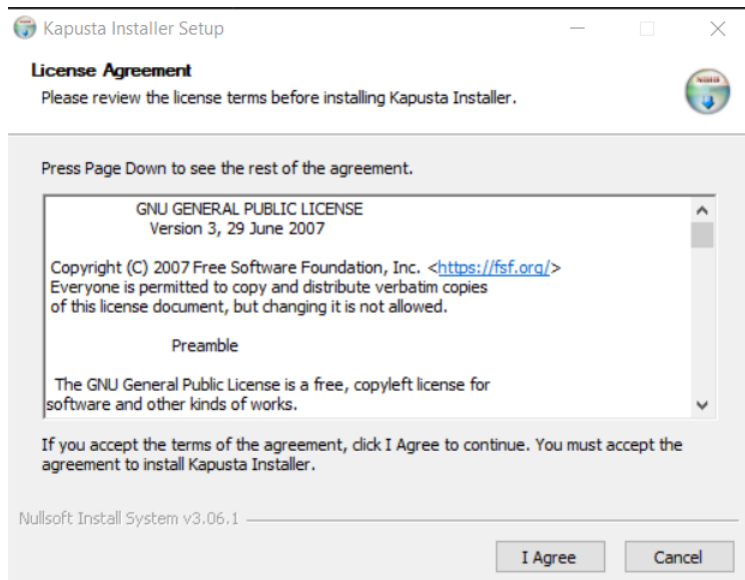 Kapusta Installer Setup
License Agreement
Please review the license terms before installing Kapusta Installer.
Press Page Down to see the rest of the agreement.
GNU GENERAL PUBLIC LICENSE
Version 3, 29 June 2007
Copyright (C) 2007 Free Software Foundation, Inc. <https://fsf.org/>
Everyone is permitted to copy and distribute verbatim copies
of this license document, but changing it is not allowed.
Preamble
The GNU General Public License is a free, copyleft license for
software and other kinds of works.
If you accept the terms of the agreement, click I Agree to continue. You must accept the
agreement to install Kapusta Installer.
Nullsoft Install System v3.06.1
I Agree
Cancel